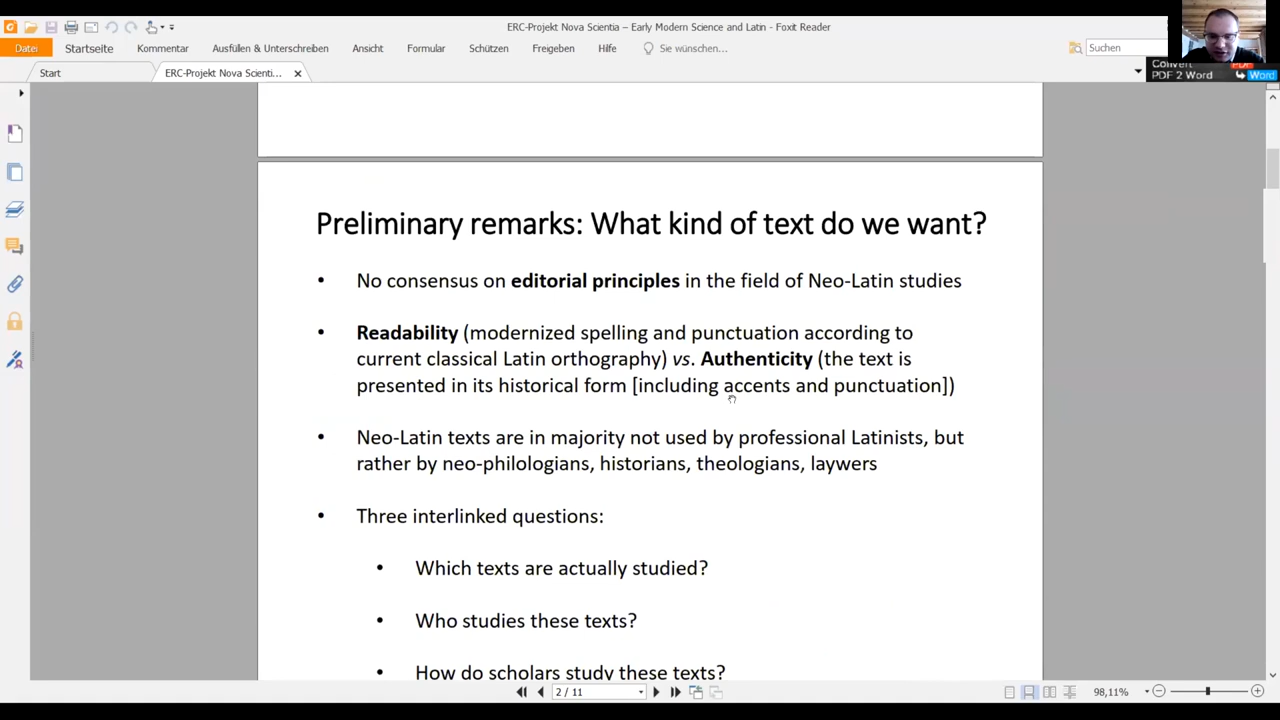 ERC-Projekt Nova Scientia – Early Modern Science and Latin - Foxit Reader
Datei Startseite Kommentar Ausfüllen & Unterschreiben Ansicht Formular Schützen Freigeben Hilfe Sie wünschen... Suchen
Convert PDF
PDF 2 Word Word
Start ERC-Projekt Nova Scienti...
Preliminary remarks: What kind of text do we want?
• No consensus on editorial principles in the field of Neo-Latin studies
• Readability (modernized spelling and punctuation according to
current classical Latin orthography) vs. Authenticity (the text is
presented in its historical form [including accents and punctuation])
• Neo-Latin texts are in majority not used by professional Latinists, but
rather by neo-philologians, historians, theologians, laywers
• Three interlinked questions:
• Which texts are actually studied?
• Who studies these texts?
• How do scholars study these texts?
2 / 11 98,11%